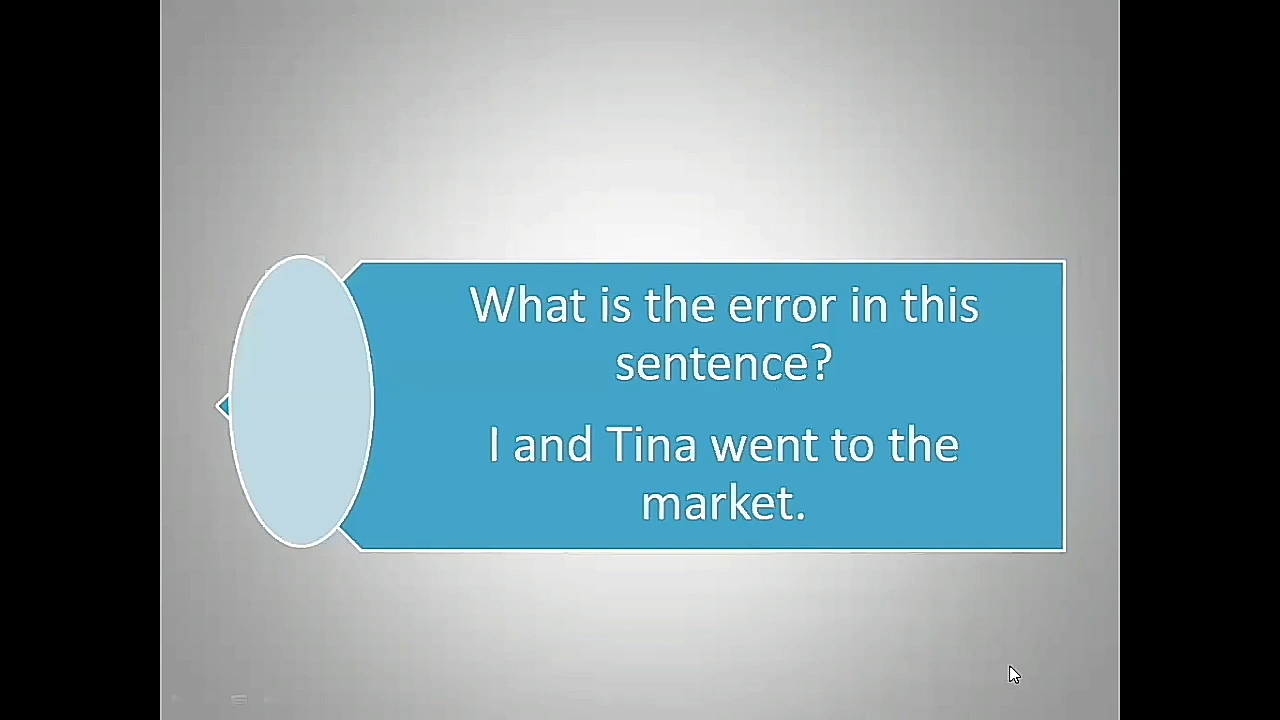 What is the error in this
sentence?
I and Tina went to the
market.